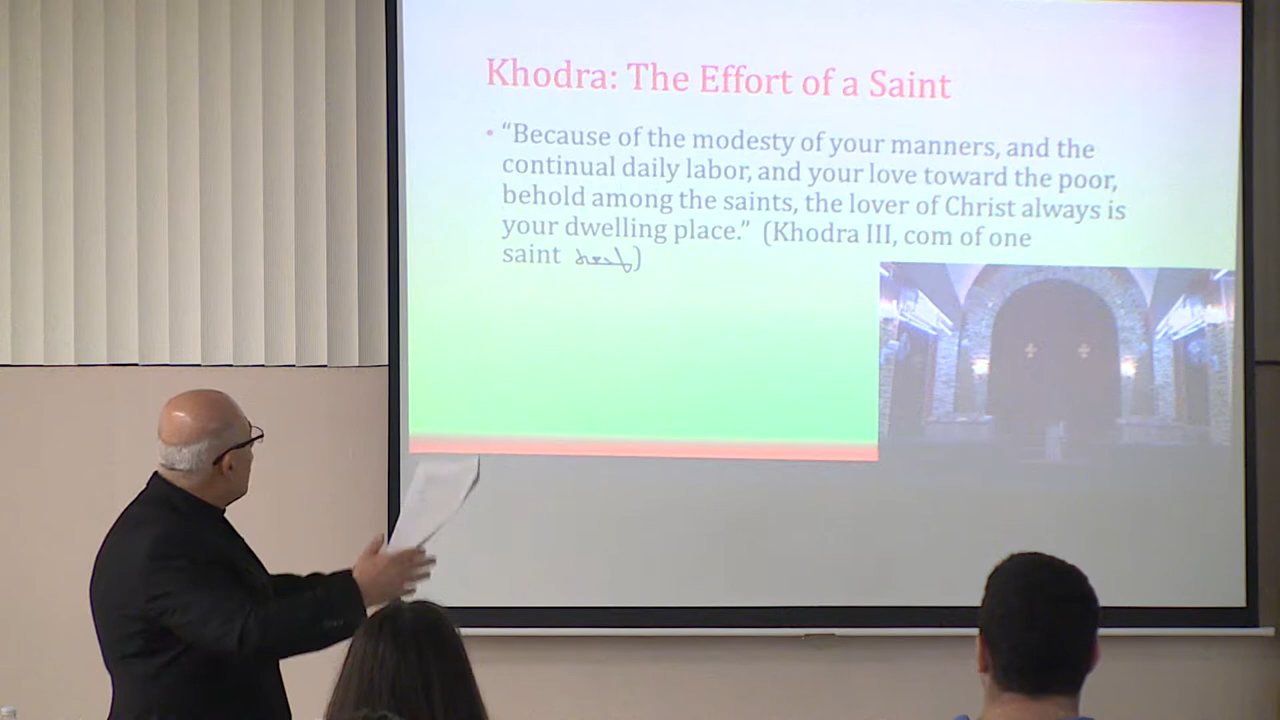 Khodra: The Effort of a Saint
• “Because of the modesty of your manners, and the
continual daily labor, and your love toward the poor,
behold among the saints, the lover of Christ always is
your dwelling place.” (Khodra III, com of one
saint )